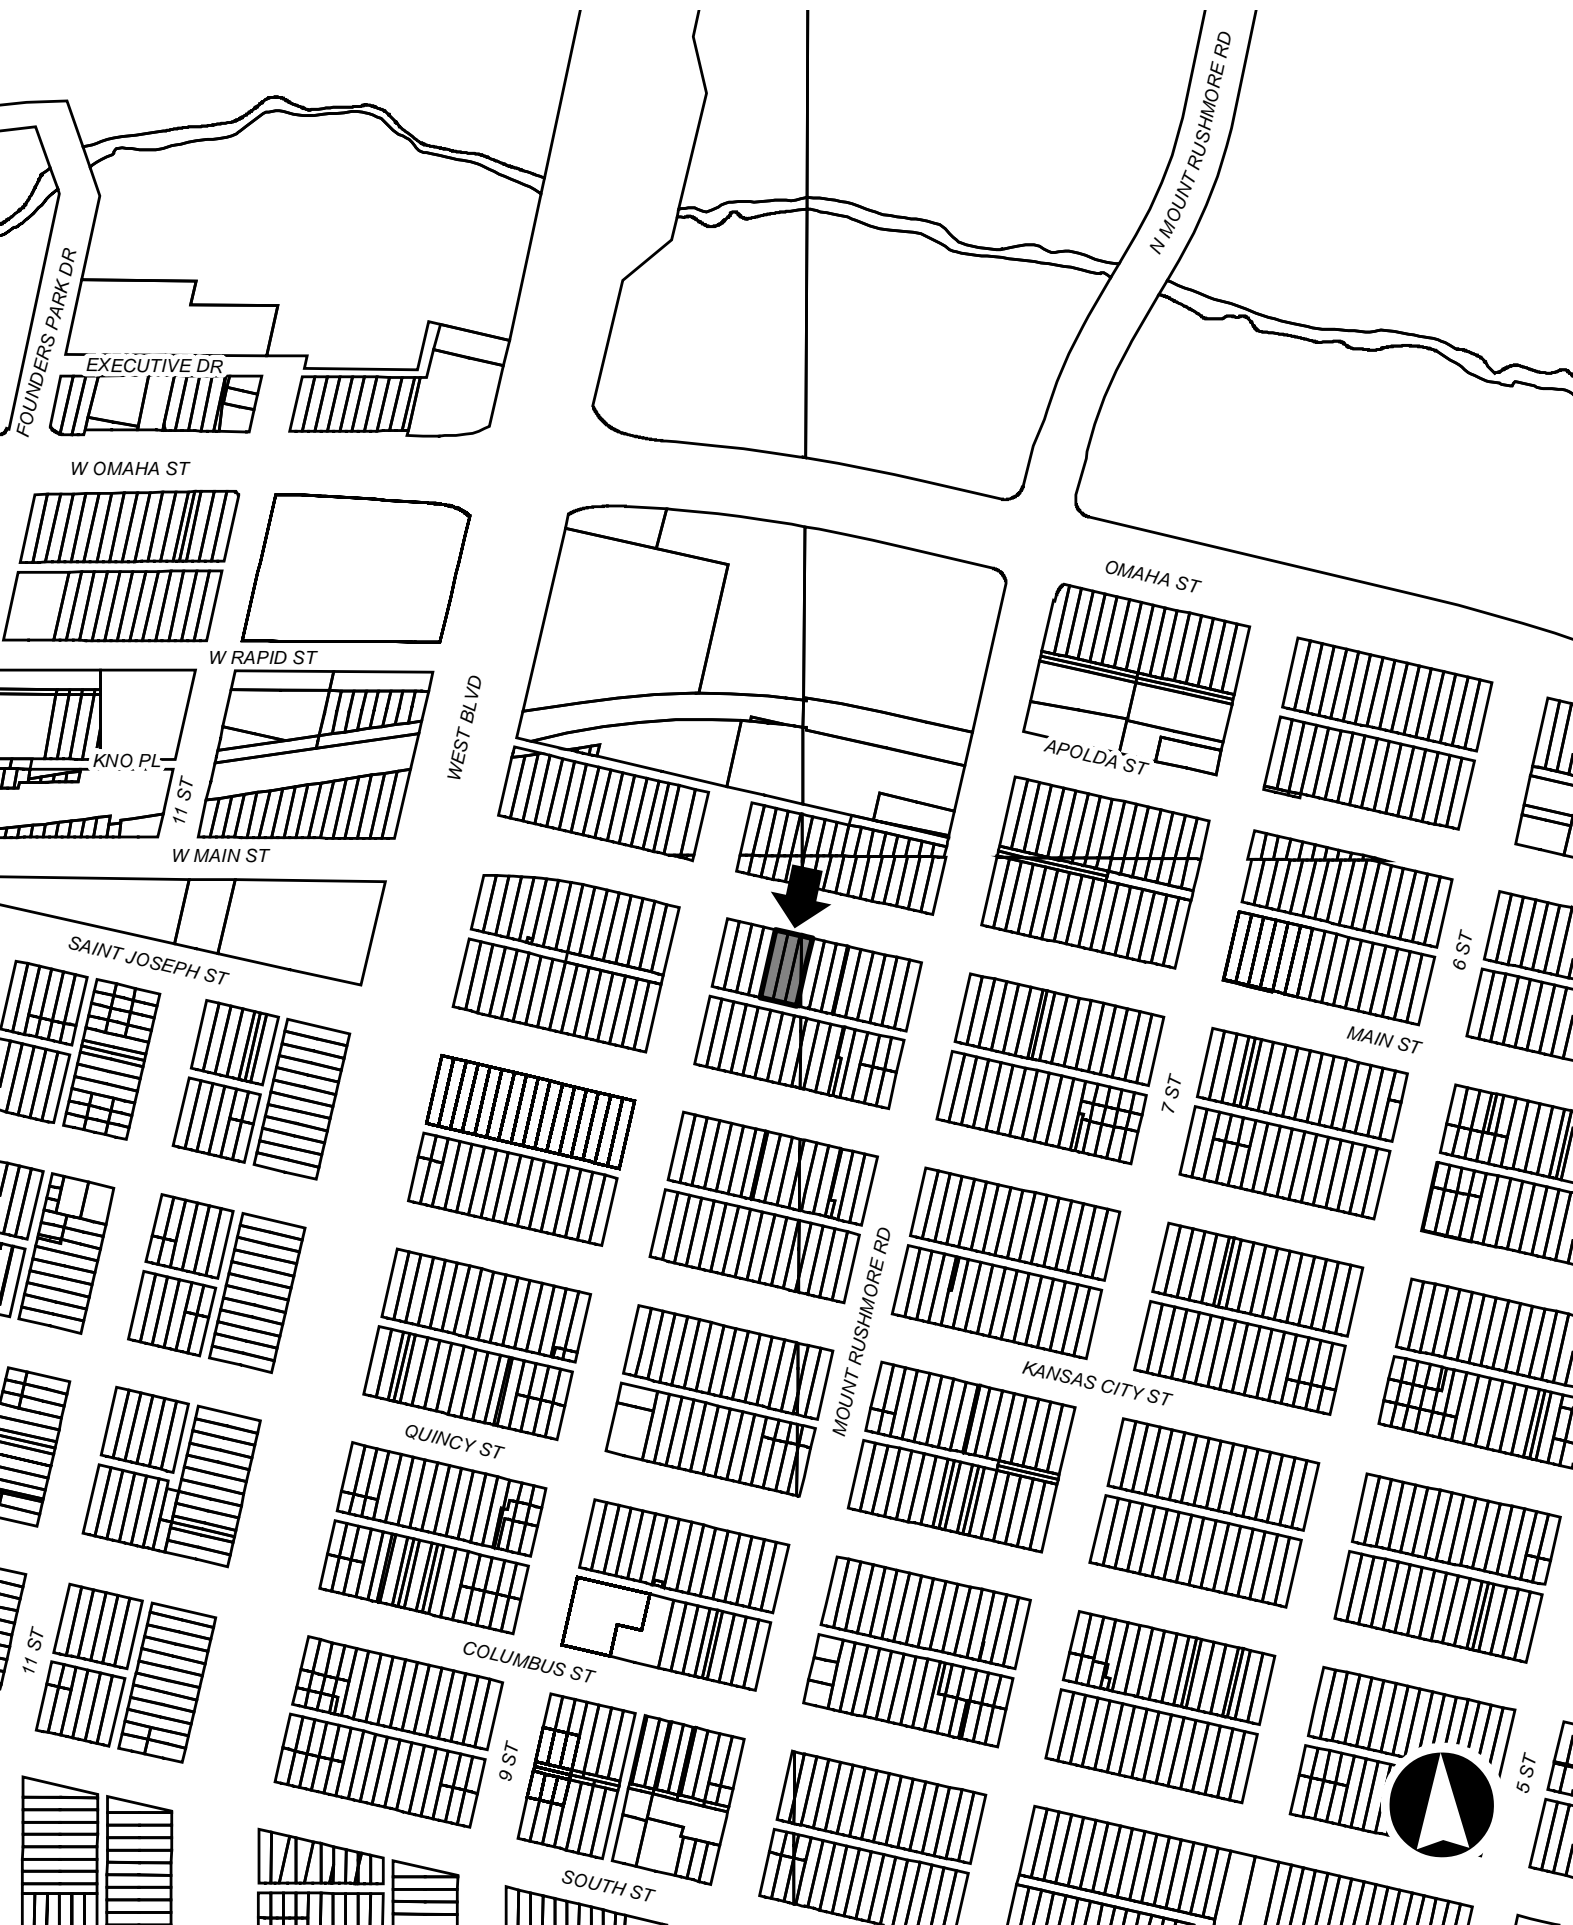 N MOUNT RUSHMORE RD
FOUNDERS PARK DR
EXECUTIVE DR
W OMAHA ST
OMAHA ST
W RAPID ST
WEST BLVD
APOLDA ST
KNO PL
11 ST
W MAIN ST
SAINT JOSEPH ST
6 ST
MAIN ST
7 ST
MOUNT RUSHMORE RD
KANSAS CITY ST
QUINCY ST
11 ST
COLUMBUS ST
9 ST
5 ST
SOUTH ST